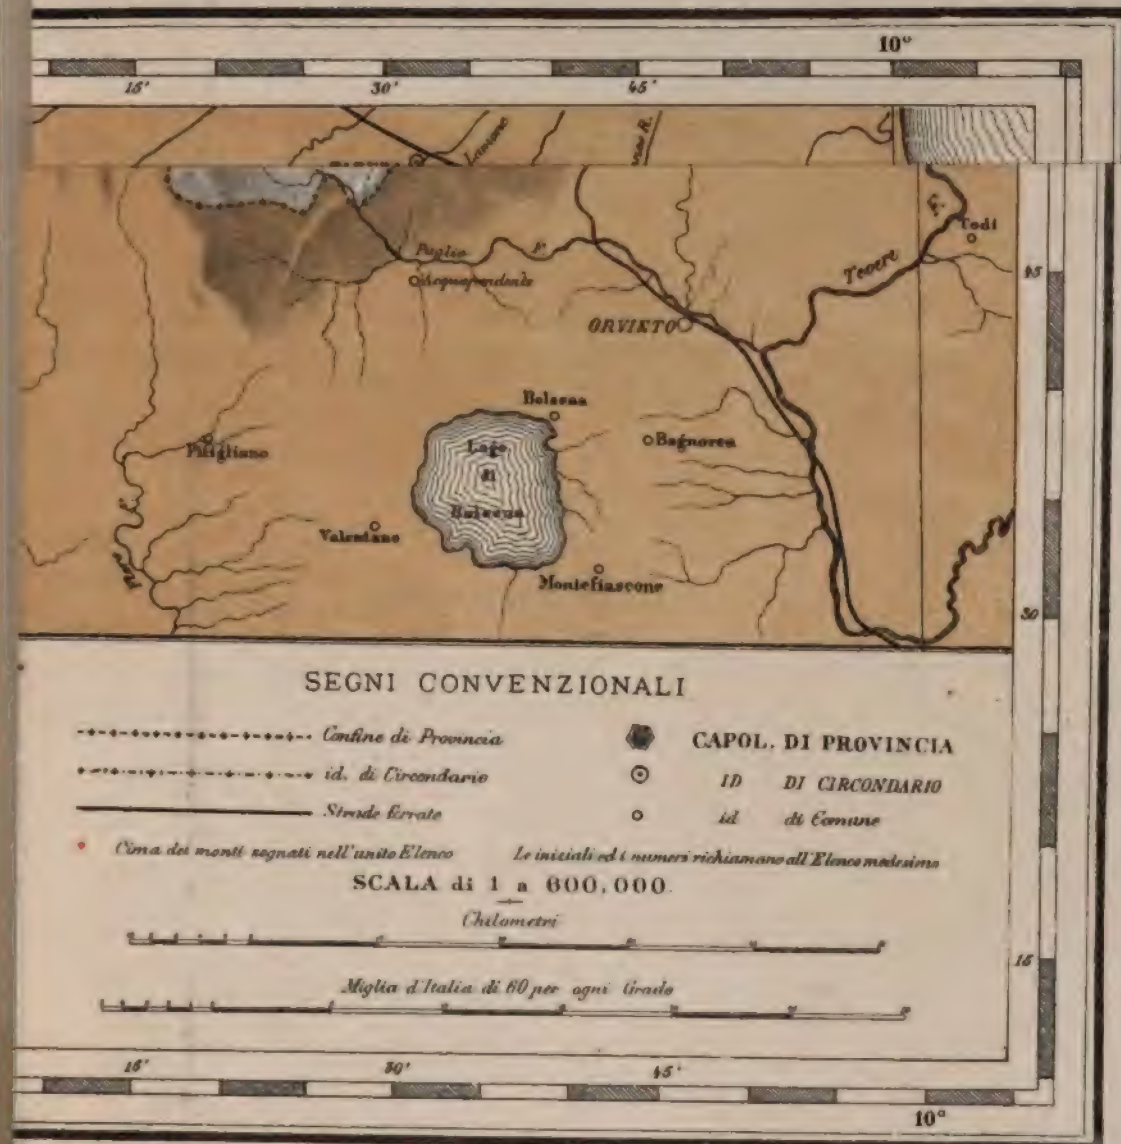 10°
15'
30'
45'
Lamone
R.
Paglia F.
Acquapendente
ORVIETO
Tevere
F.
Todi
45
Bolsena
Bagnorea
Pitigliano
Lago
di
Bolsena
Valentano
Montefiascone
F.
30
SEGNI CONVENZIONALI
Confine di Provincia
id. di Circondario
Strade ferrate
CAPOL. DI PROVINCIA
ID DI CIRCONDARIO
id di Comune
Cima dei monti segnati nell'unito Elenco
Le iniziali ed i numeri richiamano all'Elenco medesimo
SCALA di 1 a 600,000.
Chilometri
Miglia d'Italia di 60 per ogni Grado
15
15'
30'
45'
10°